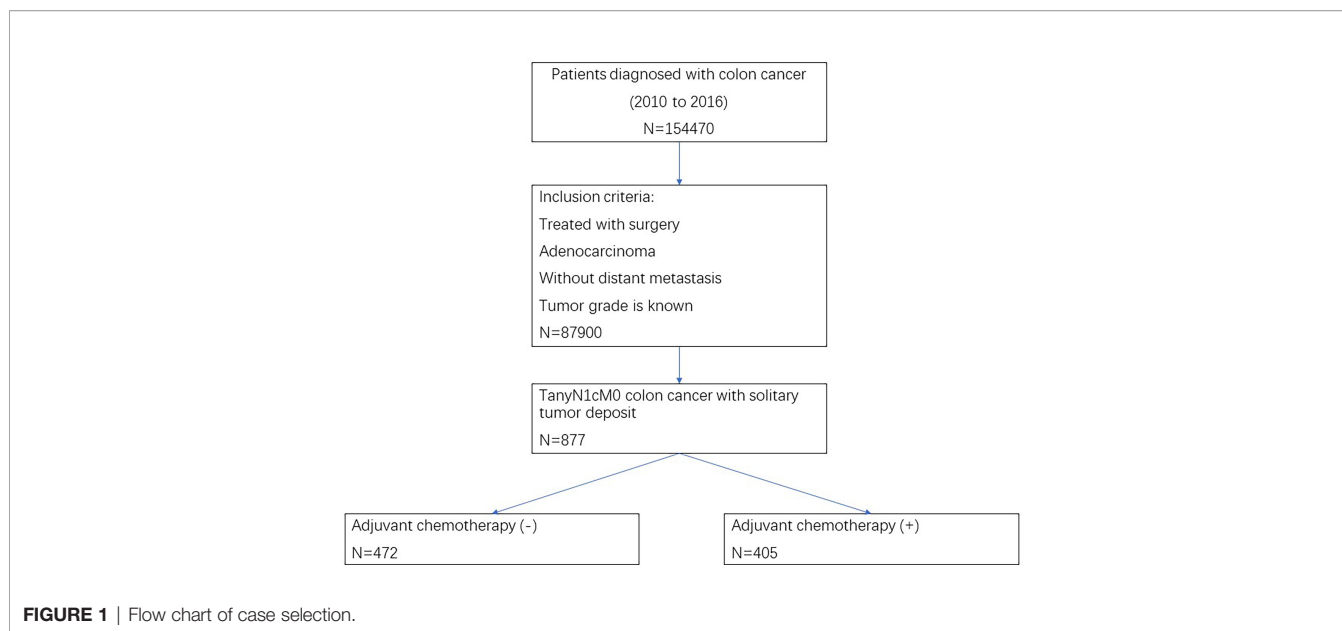 Patients diagnosed with colon cancer
(2010 to 2016)
N=154470
Inclusion criteria:
Treated with surgery
Adenocarcinoma
Without distant metastasis
Tumor grade is known
N=87900
TanyN1cM0 colon cancer with solitary
tumor deposit
N=877
Adjuvant chemotherapy (-)
N=472
Adjuvant chemotherapy (+)
N=405
FIGURE 1 | Flow chart of case selection.